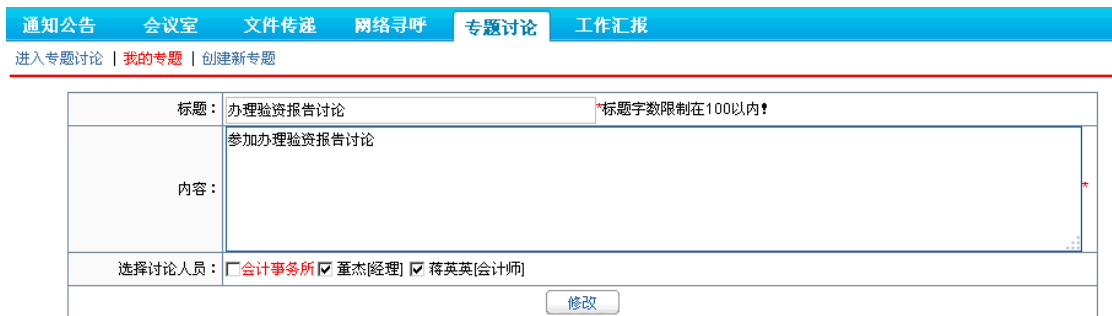 通知公告 会议室 文件传递 网络寻呼 专题讨论 工作汇报
进入专题讨论 | 我的专题 | 创建新专题
标题： 办理验资报告讨论 *标题字数限制在100以内！
参加办理验资报告讨论
内容： *
选择讨论人员： 会计事务所 董杰[经理] 蒋英英[会计师]
修改